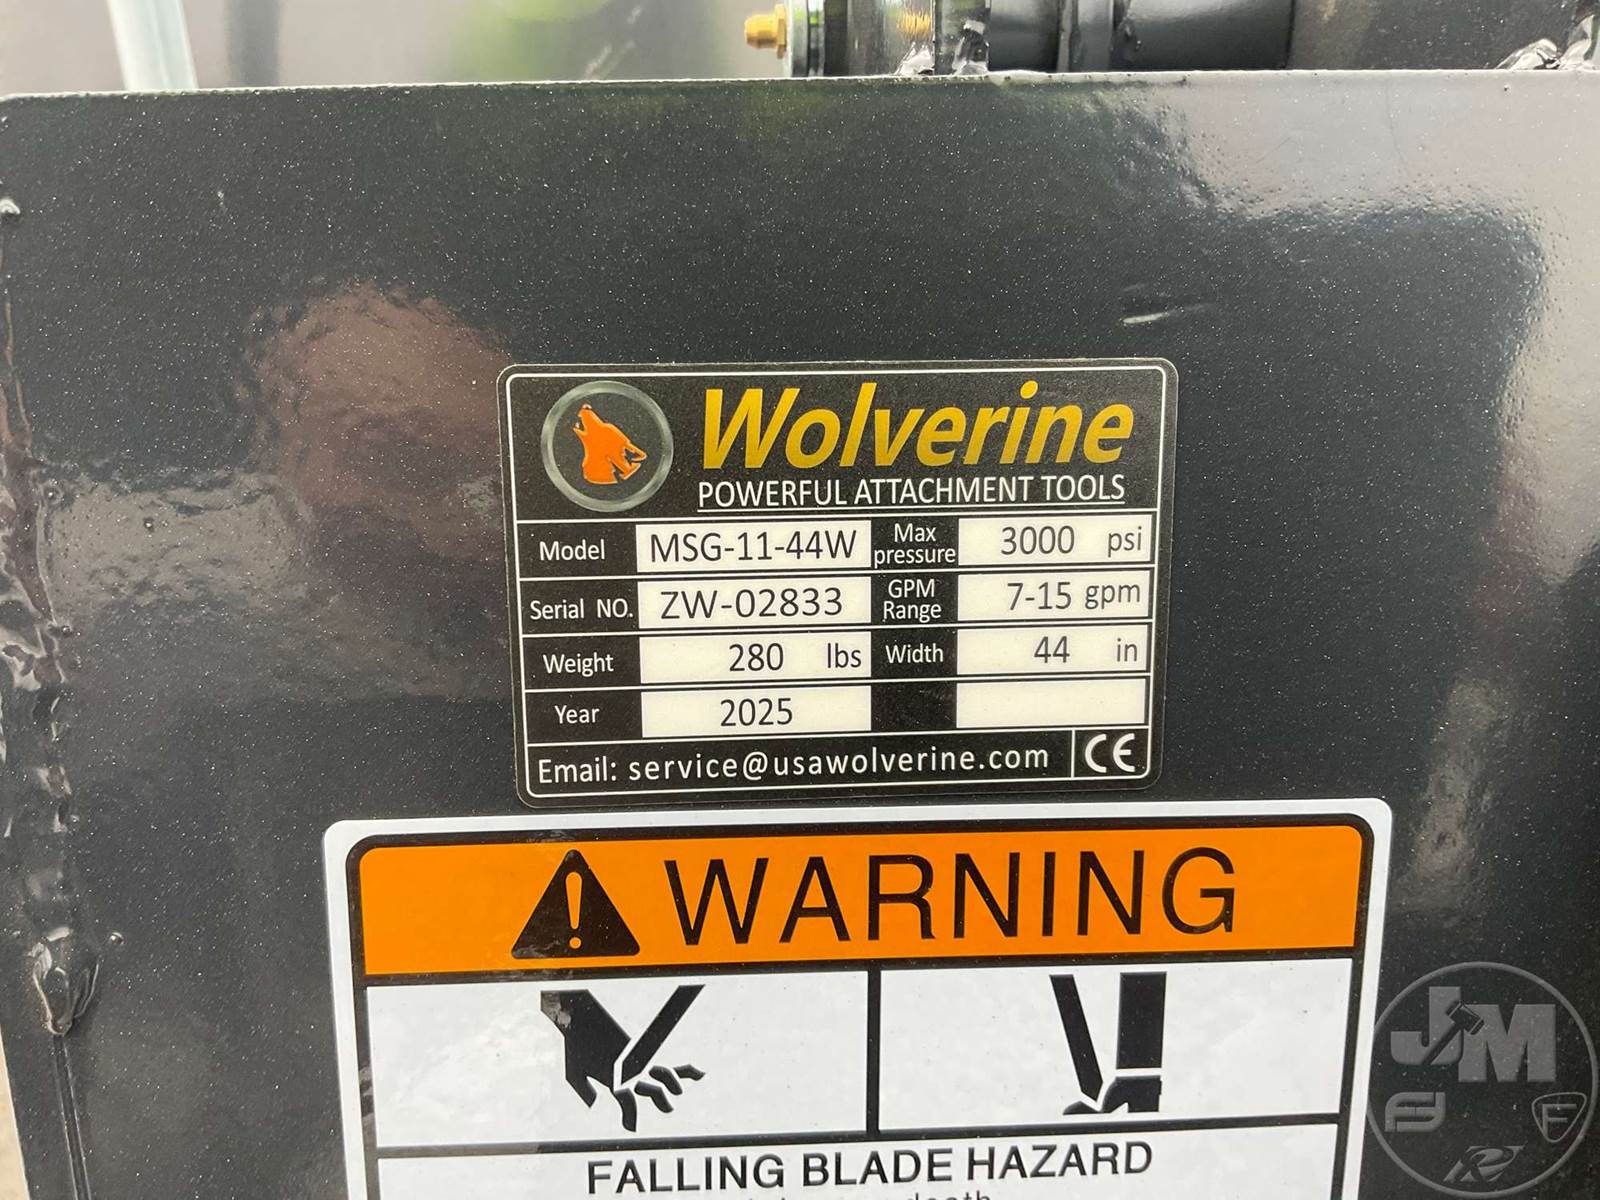 Wolverine
POWERFUL ATTACHMENT TOOLS
Model MSG-11-44W Max pressure 3000 psi
Serial NO. ZW-02833 GPM Range 7-15 gpm
Weight 280 lbs Width 44 in
Year 2025
Email: service@usawolverine.com CE
WARNING
FALLING BLADE HAZARD
death
JM